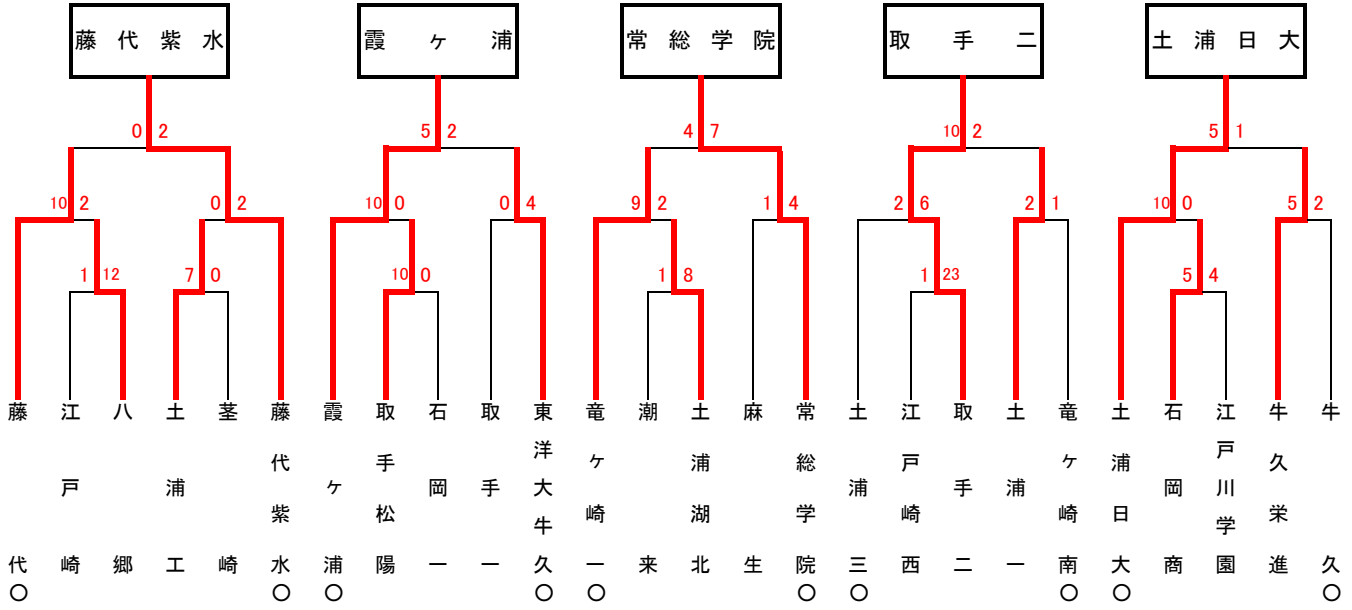 藤代紫水 霞ヶ浦 常総学院 取手二 土浦日大
0 2 5 2 4 7 10 2 5 1
10 2 0 2 10 0 0 4 9 2 1 4 2 6 2 1 10 0 5 2
1 12 7 0 10 0 1 8 1 23 5 4
藤代○
江戸崎
八郷
土浦工
茎崎
藤代紫水○
霞ヶ浦○
取手松陽
石岡一
取手一
東洋大牛久○
竜ケ崎一○
潮来
土浦湖北
麻生
常総学院○
土浦三○
江戸崎西
取手二
土浦一
竜ヶ崎南○
土浦日大○
石岡商
江戸川学園
牛久栄進
牛久○